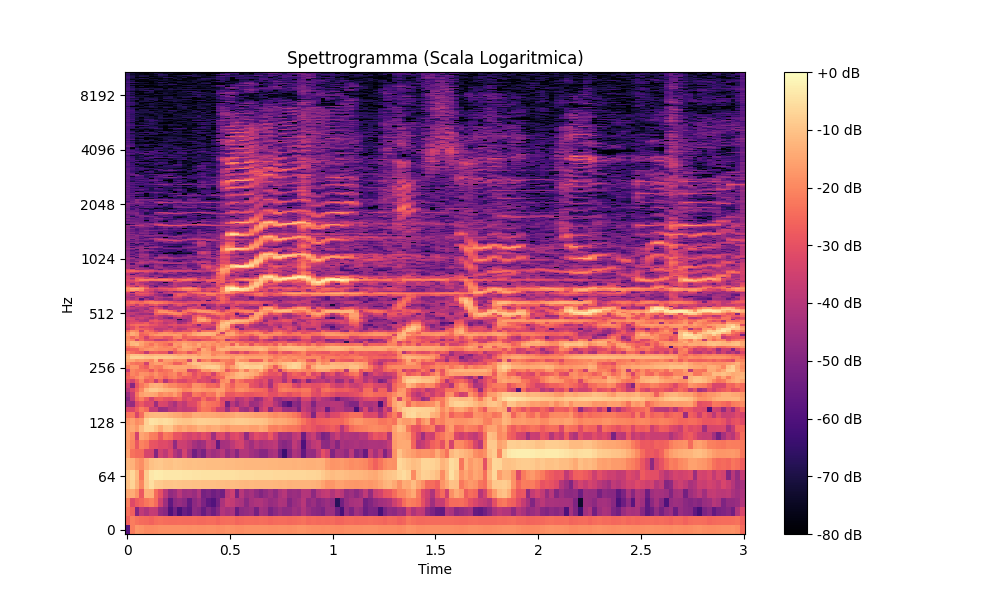 Spettrogramma (Scala Logaritmica)
Hz
8192
4096
2048
1024
512
256
128
64
0
0 0.5 1 1.5 2 2.5 3
Time
+0 dB
-10 dB
-20 dB
-30 dB
-40 dB
-50 dB
-60 dB
-70 dB
-80 dB